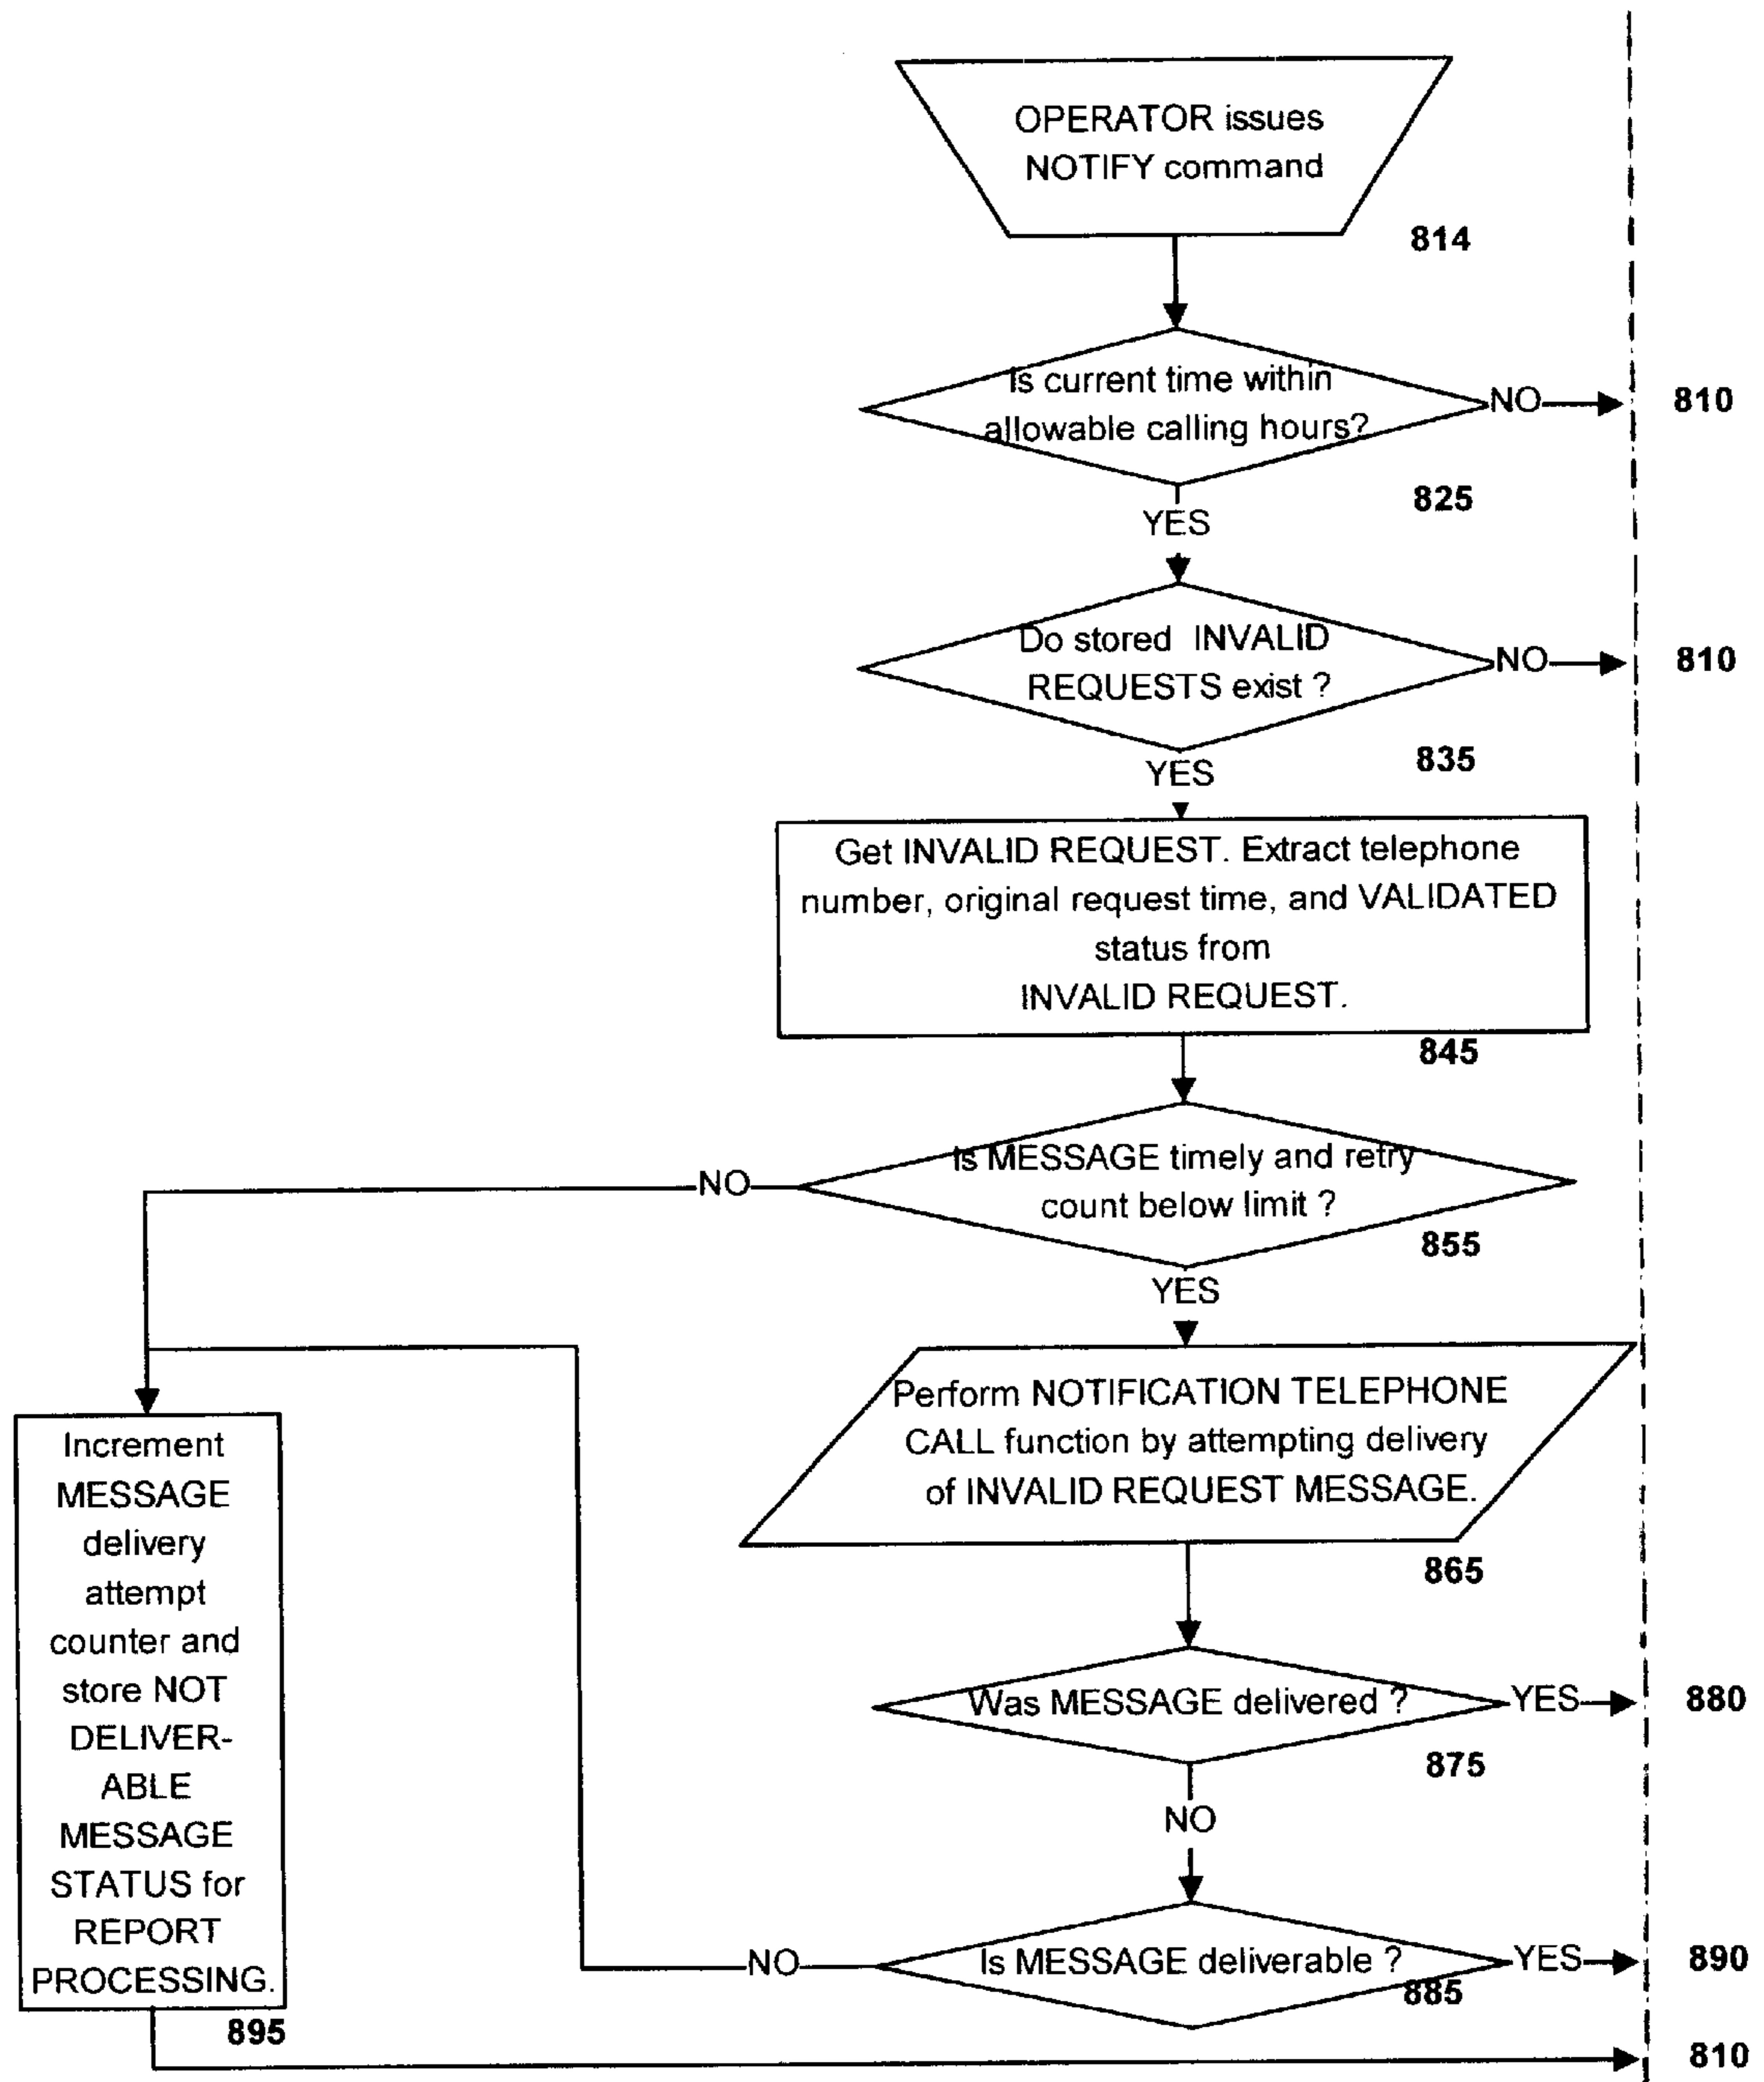 OPERATOR issues
NOTIFY command
814
Is current time within
allowable calling hours?
NO
810
825
YES
Do stored INVALID
REQUESTS exist ?
NO
810
835
YES
Get INVALID REQUEST. Extract telephone
number, original request time, and VALIDATED
status from
INVALID REQUEST.
845
Is MESSAGE timely and retry
count below limit ?
NO
855
YES
Perform NOTIFICATION TELEPHONE
CALL function by attempting delivery
of INVALID REQUEST MESSAGE.
865
Was MESSAGE delivered ?
YES
880
875
NO
Is MESSAGE deliverable ?
YES
890
885
NO
Increment
MESSAGE
delivery
attempt
counter and
store NOT
DELIVER-
ABLE
MESSAGE
STATUS for
REPORT
PROCESSING.
895
810